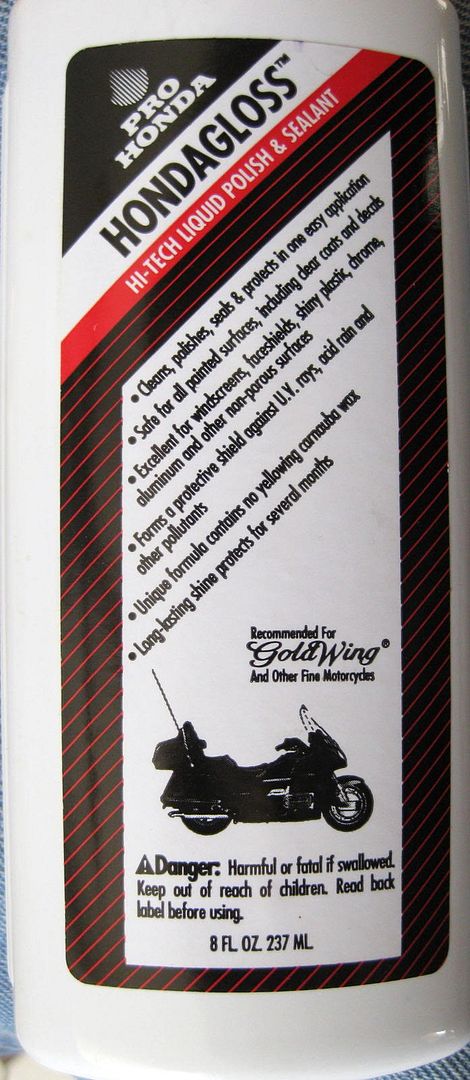 PRO
HONDA
HONDAGLOSS™
HI-TECH LIQUID POLISH & SEALANT
• Cleans, polishes, seals & protects in one easy application
• Safe for all painted surfaces, including clear coats and decals
• Excellent for windscreens, faceshields, shiny plastic, chrome,
aluminum and other non-porous surfaces
• Forms a protective shield against U.V. rays, acid rain and
other pollutants
• Unique formula contains no yellowing carnauba wax
• Long-lasting shine protects for several months
Recommended For
GoldWing®
And Other Fine Motorcycles
Danger: Harmful or fatal if swallowed.
Keep out of reach of children. Read back
label before using.
8 FL. OZ. 237 ML.